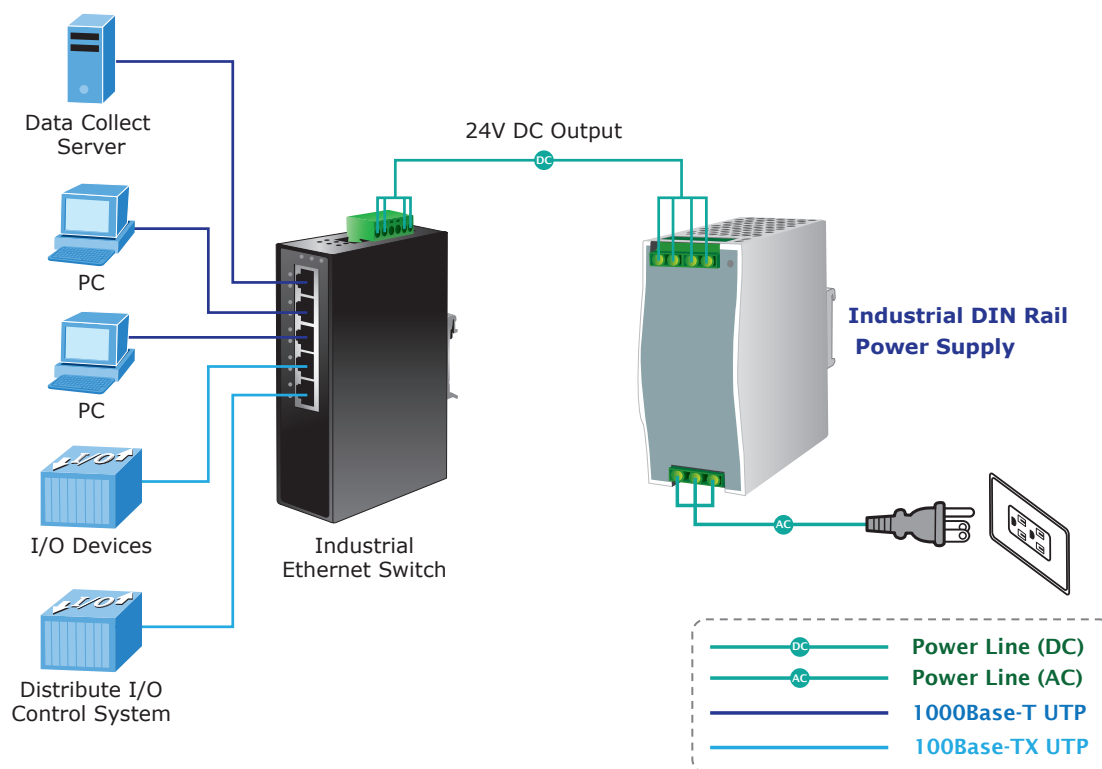 Data Collect
Server
24V DC Output
DC
PC
Industrial DIN Rail
Power Supply
PC
I/O
I/O Devices
Industrial
Ethernet Switch
AC
I/O
Distribute I/O
Control System
DC
Power Line (DC)
AC
Power Line (AC)
1000Base-T UTP
100Base-TX UTP